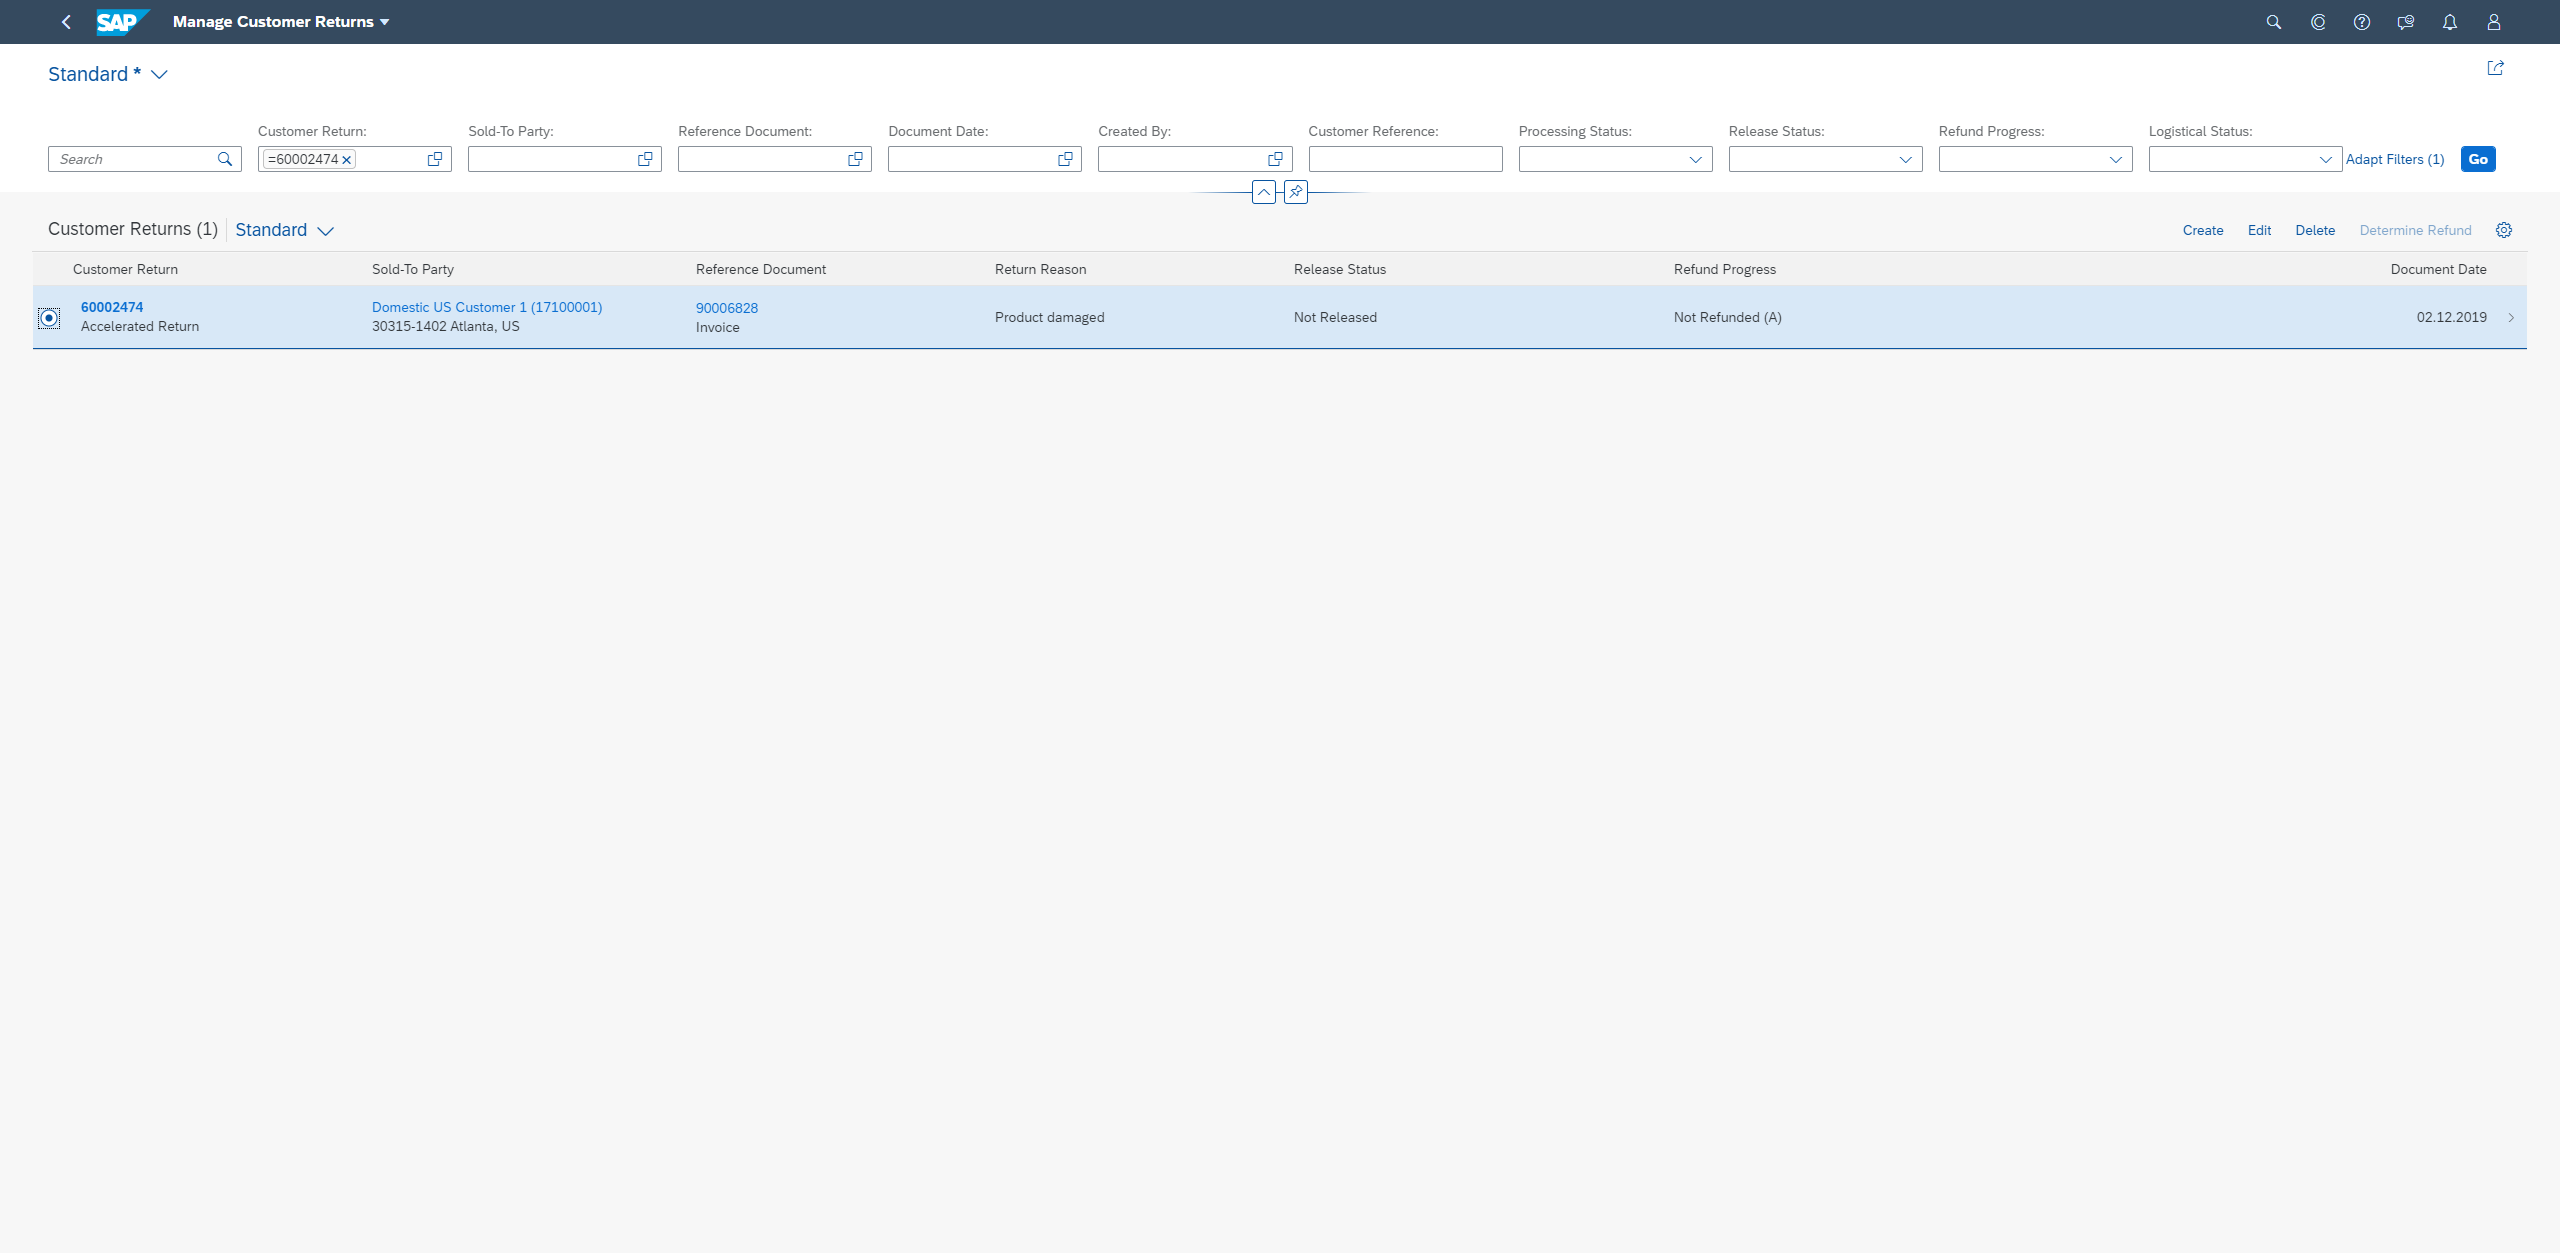 SAP Manage Customer Returns
Standard *
Customer Return: Sold-To Party: Reference Document: Document Date: Created By: Customer Reference: Processing Status: Release Status: Refund Progress: Logistical Status:
Search =60002474 Adapt Filters (1) Go
Customer Returns (1) Standard Create Edit Delete Determine Refund
Customer Return Sold-To Party Reference Document Return Reason Release Status Refund Progress Document Date
60002474 Domestic US Customer 1 (17100001) 90006828 Product damaged Not Released Not Refunded (A) 02.12.2019
Accelerated Return 30315-1402 Atlanta, US Invoice